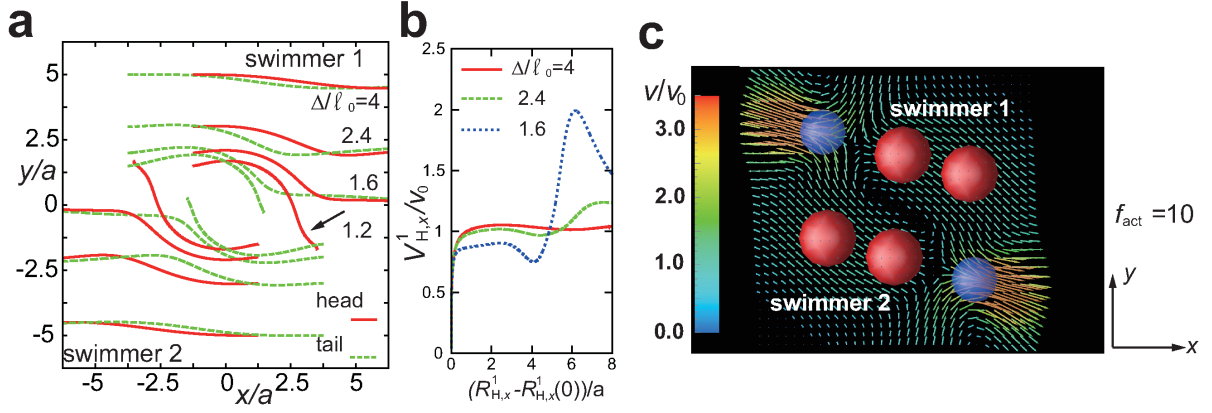 a
swimmer 1
Δ/ℓ₀=4
2.4
1.6
1.2
head
tail
swimmer 2
y/a
5
2.5
0
-2.5
-5
-5
-2.5
0
2.5
5
x/a
b
2.5
2
1.5
1
0.5
0
0
2
4
6
8
Δ/ℓ₀=4
2.4
1.6
V¹H,x/v₀
(R¹H,x-R¹H,x(0))/a
c
v/v₀
3.0
2.0
1.0
0.0
swimmer 1
swimmer 2
fact =10
y
x